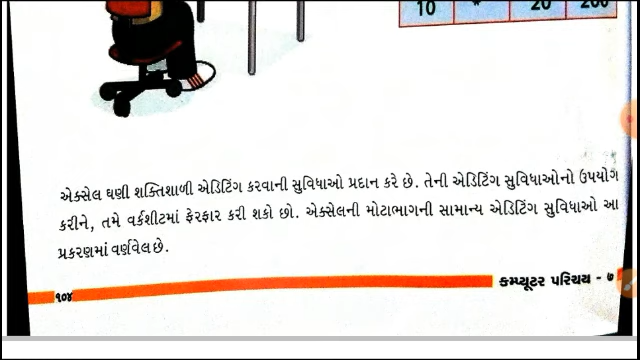 10 * 20 200
એક્સેલ ઘણી શક્તિશાળી એડિટિંગ કરવાની સુવિધાઓ પ્રદાન કરે છે. તેની એડિટિંગ સુવિધાઓનો ઉપયોગ
કરીને, તમે વર્કશીટમાં ફેરફાર કરી શકો છો. એક્સેલની મોટાભાગની સામાન્ય એડિટિંગ સુવિધાઓ આ
પ્રકરણમાં વર્ણવેલ છે.
૧૦૪
કમ્પ્યૂટર પરિચય - ૭